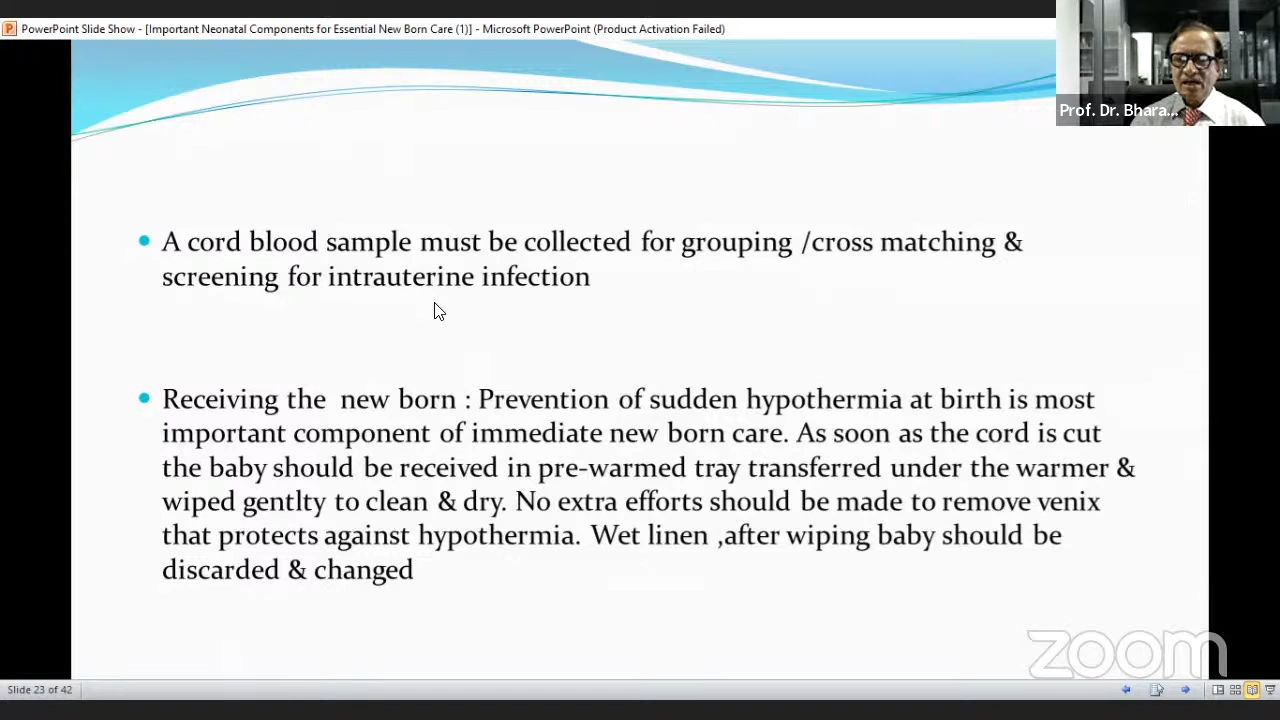 PowerPoint Slide Show - [Important Neonatal Components for Essential New Born Care (1)] - Microsoft PowerPoint (Product Activation Failed)
Prof. Dr. Bhara...
A cord blood sample must be collected for grouping /cross matching &
screening for intrauterine infection
Receiving the new born : Prevention of sudden hypothermia at birth is most
important component of immediate new born care. As soon as the cord is cut
the baby should be received in pre-warmed tray transferred under the warmer &
wiped gentlty to clean & dry. No extra efforts should be made to remove venix
that protects against hypothermia. Wet linen ,after wiping baby should be
discarded & changed
zoom
Slide 23 of 42